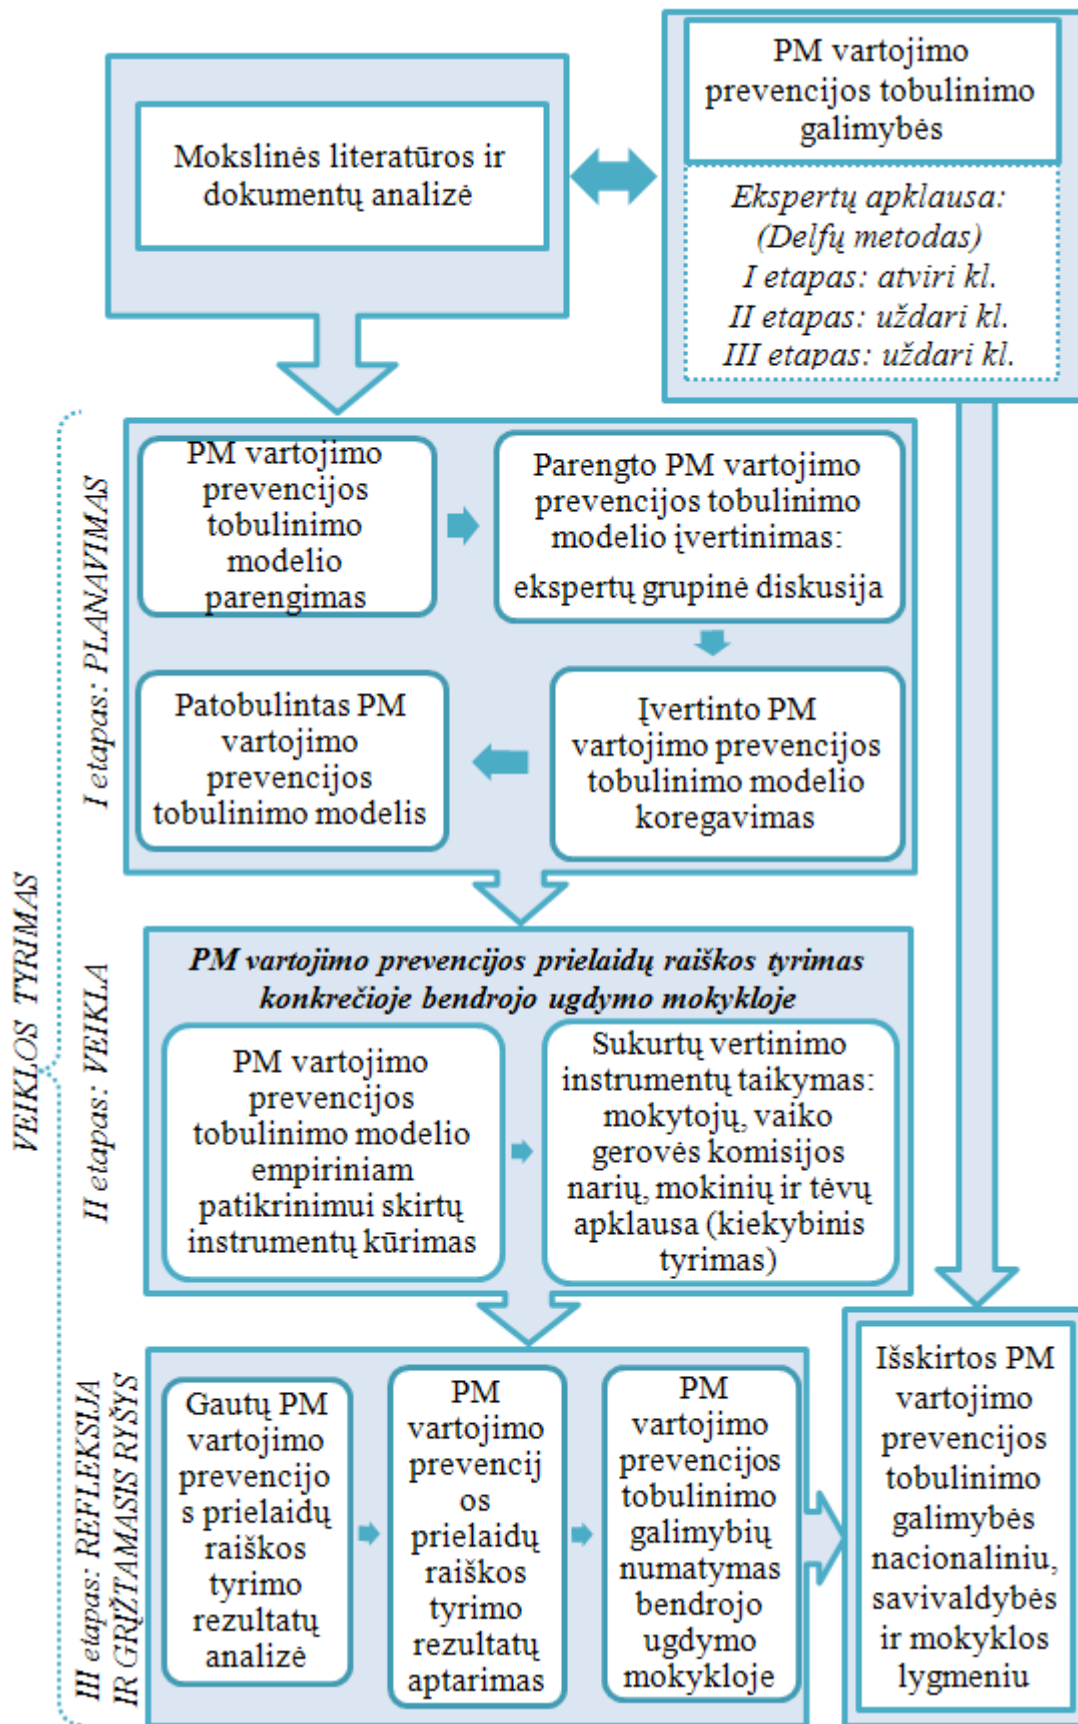 Mokslinės literatūros ir
dokumentų analizė
PM vartojimo
prevencijos tobulinimo
galimybės
Ekspertų apklausa:
(Delfų metodas)
I etapas: atviri kl.
II etapas: uždari kl.
III etapas: uždari kl.
VEIKLOS TYRIMAS
I etapas: PLANAVIMAS
PM vartojimo
prevencijos
tobulinimo
modelio
parengimas
Parengto PM vartojimo
prevencijos tobulinimo
modelio įvertinimas:
ekspertų grupinė diskusija
Patobulintas PM
vartojimo
prevencijos
tobulinimo modelis
Įvertinto PM
vartojimo prevencijos
tobulinimo modelio
koregavimas
II etapas: VEIKLA
PM vartojimo prevencijos prielaidų raiškos tyrimas
konkrečioje bendrojo ugdymo mokykloje
PM vartojimo
prevencijos
tobulinimo modelio
empiriniam
patikrinimui skirtų
instrumentų kūrimas
Sukurtų vertinimo
instrumentų taikymas:
mokytojų, vaiko
gerovės komisijos
narių, mokinių ir tėvų
apklausa (kiekybinis
tyrimas)
III etapas: REFLEKSIJA
IR GRĮŽTAMASIS RYŠYS
Gautų PM
vartojimo
prevencijo
s prielaidų
raiškos
tyrimo
rezultatų
analizė
PM
vartojimo
prevencij
os
prielaidų
raiškos
tyrimo
rezultatų
aptarimas
PM
vartojimo
prevencijos
tobulinimo
galimybių
numatymas
bendrojo
ugdymo
mokykloje
Išskirtos PM
vartojimo
prevencijos
tobulinimo
galimybės
nacionaliniu,
savivaldybės
ir mokyklos
lygmeniu